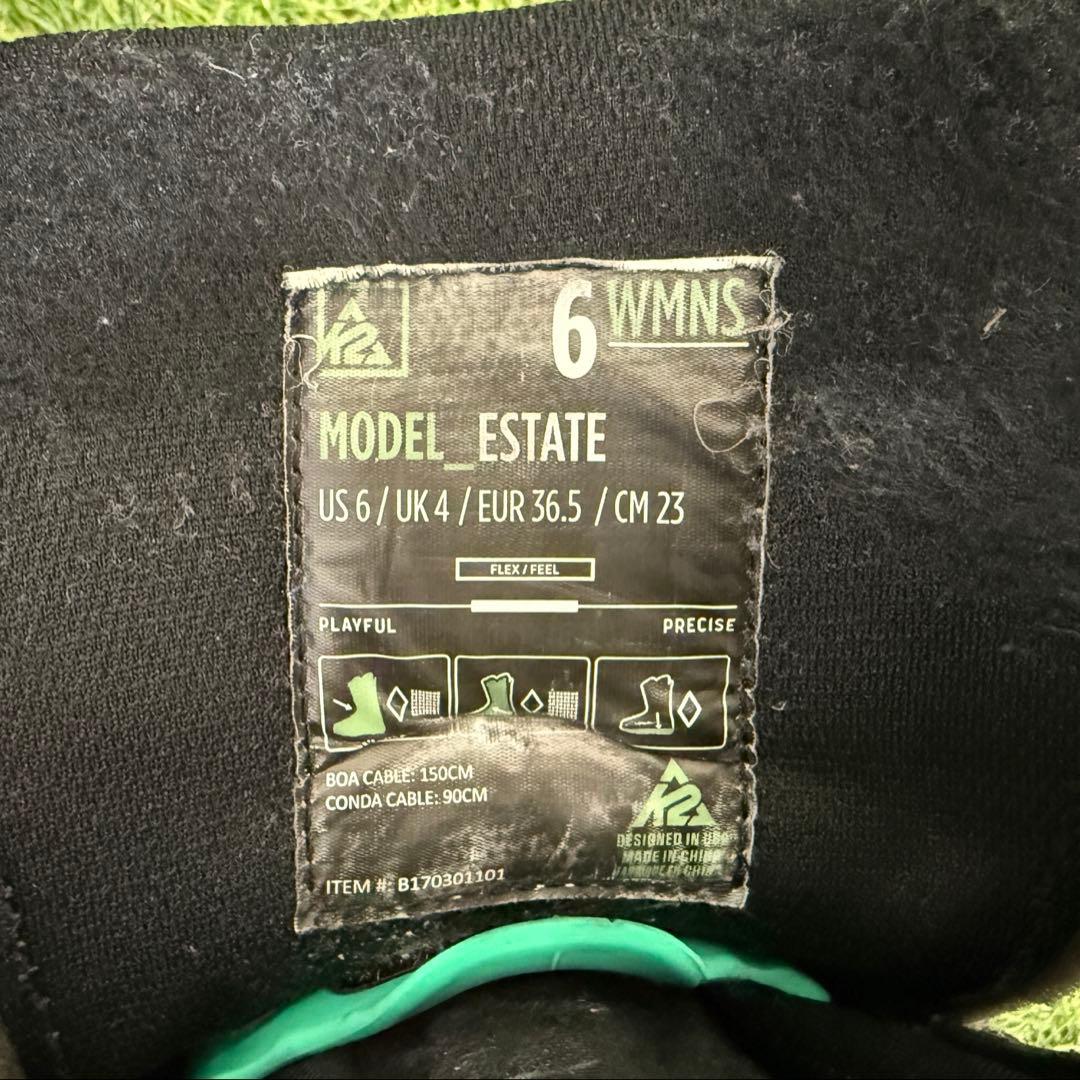 K2
6 WMNS
MODEL_ESTATE
US 6 / UK 4 / EUR 36.5 / CM 23
FLEX / FEEL
PLAYFUL PRECISE
BOA CABLE: 150CM
CONDA CABLE: 90CM
K2
DESIGNED IN USA
MADE IN CHINA
ITEM #: B170301101